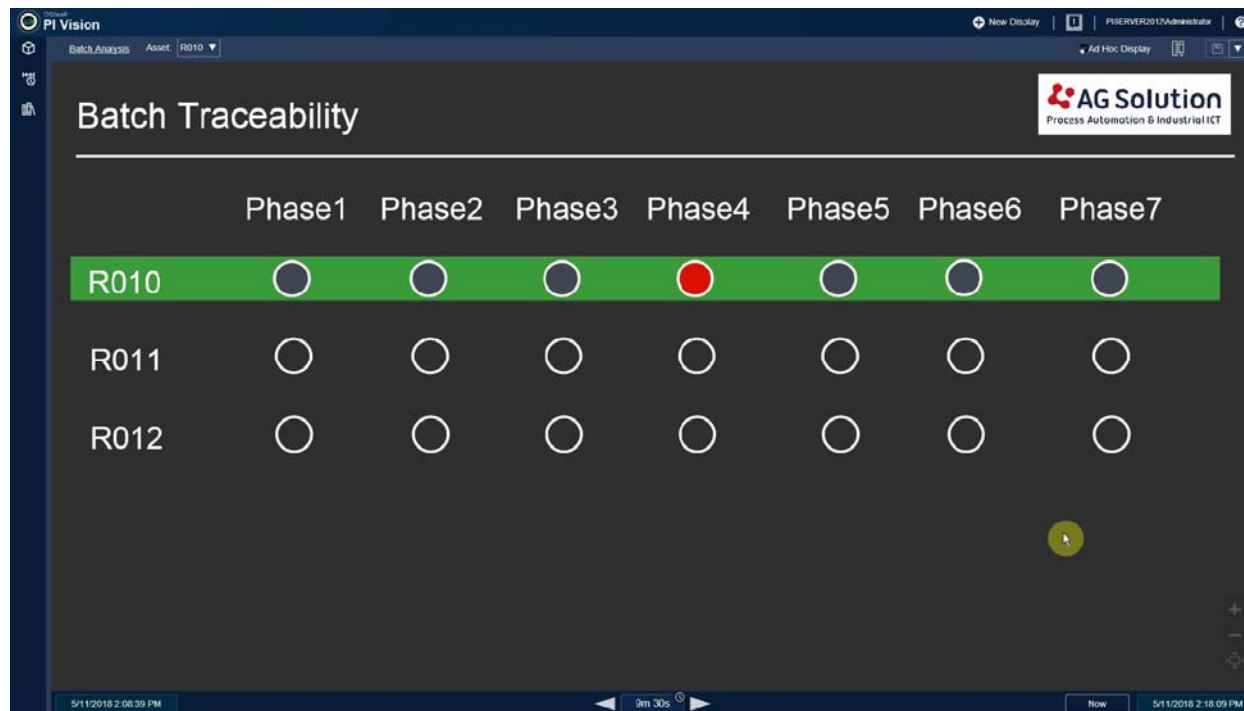 OSIsoft
PI Vision
New Display
PISERVER2012\Administrator
Batch Anaysis Asset: R010
Ad Hoc Display
Batch Traceability
AG Solution
Process Automation & Industrial ICT
Phase1 Phase2 Phase3 Phase4 Phase5 Phase6 Phase7
R010
R011
R012
5/11/2018 2:08:39 PM
9m 30s
Now
5/11/2018 2:18:09 PM